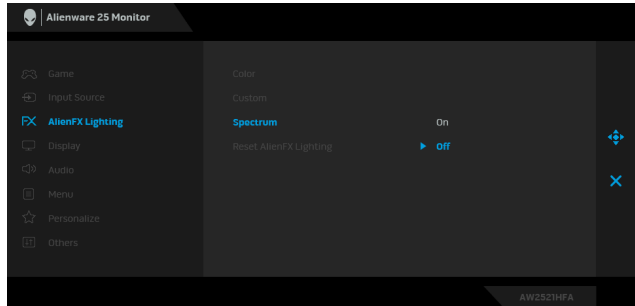 Alienware 25 Monitor
Game
Input Source
FX AlienFX Lighting
Display
Audio
Menu
Personalize
Others
Color
Custom
Spectrum On
Reset AlienFX Lighting Off
AW2521HFA